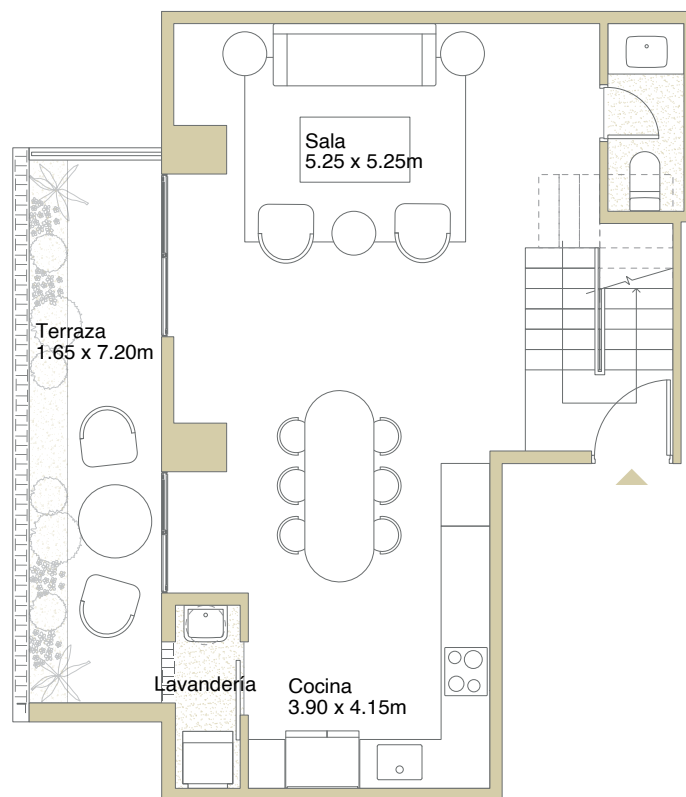 Sala
5.25 x 5.25m
Terraza
1.65 x 7.20m
Lavandería
Cocina
3.90 x 4.15m